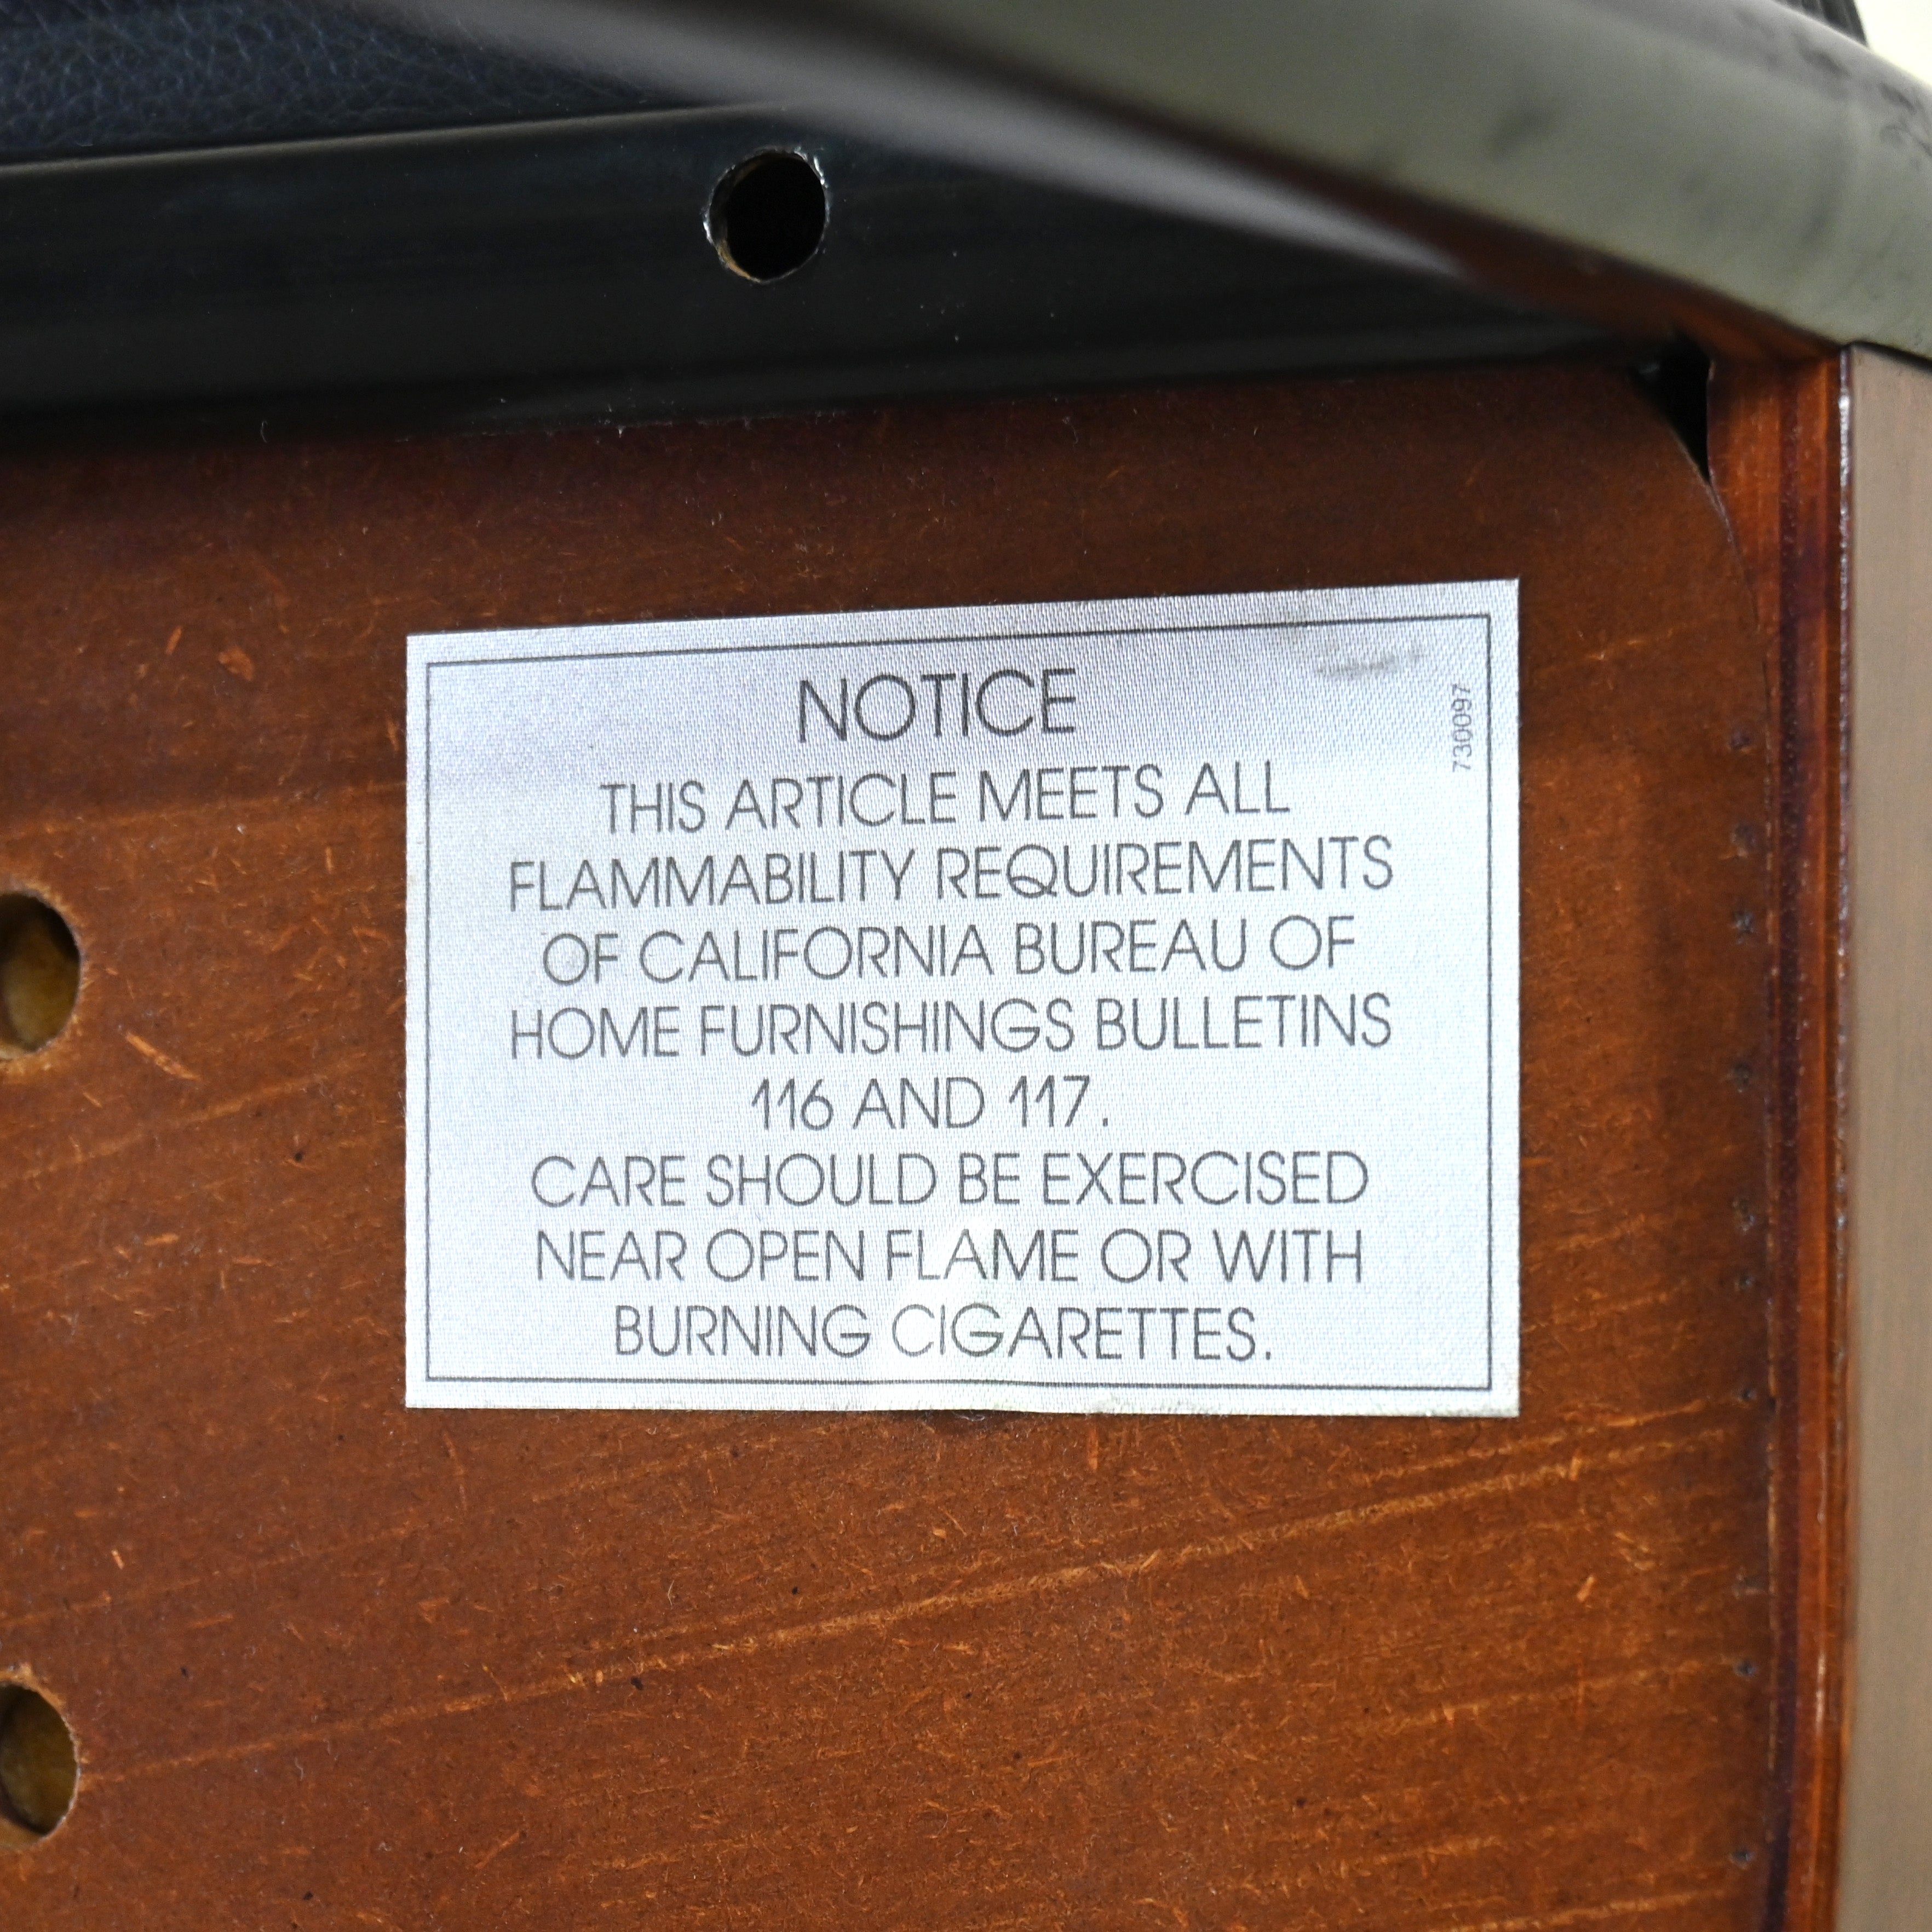 NOTICE
730097
THIS ARTICLE MEETS ALL
FLAMMABILITY REQUIREMENTS
OF CALIFORNIA BUREAU OF
HOME FURNISHINGS BULLETINS
116 AND 117.
CARE SHOULD BE EXERCISED
NEAR OPEN FLAME OR WITH
BURNING CIGARETTES.